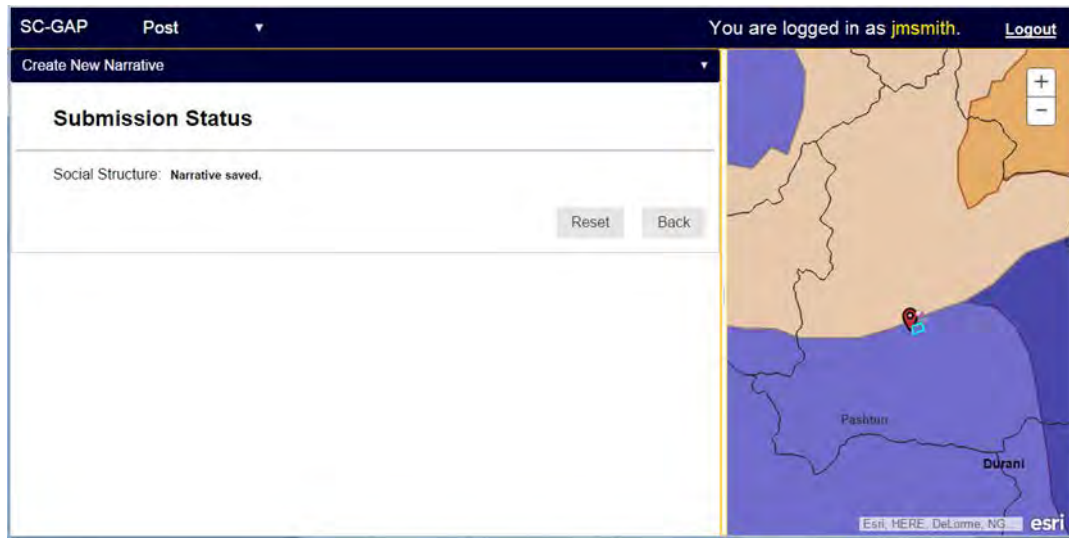 SC-GAP Post ▼ You are logged in as jmsmith. Logout
Create New Narrative ▼
Submission Status
Social Structure: Narrative saved.
Reset Back
+
−
Pashtun
Durani
Esri, HERE, DeLorme, NG... esri